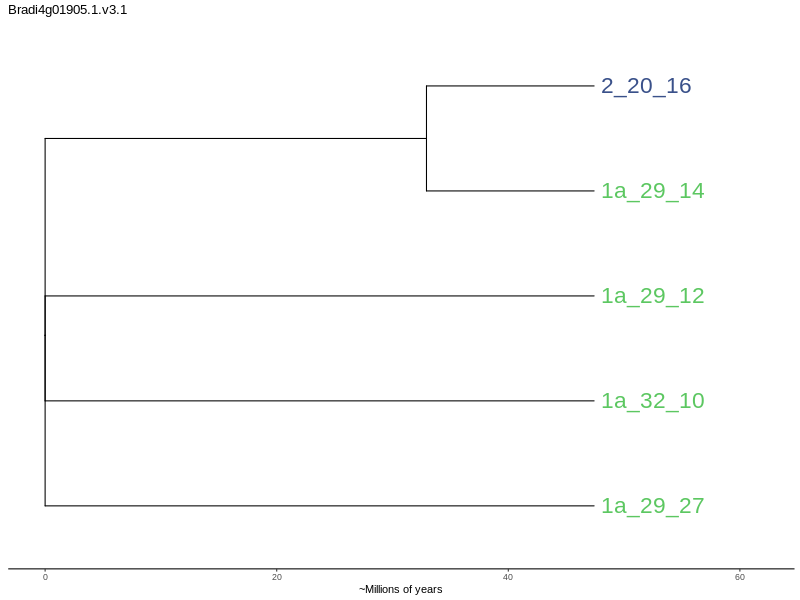 Bradi4g01905.1.v3.1
2_20_16
1a_29_14
1a_29_12
1a_32_10
1a_29_27
0 20 40 60
~Millions of years